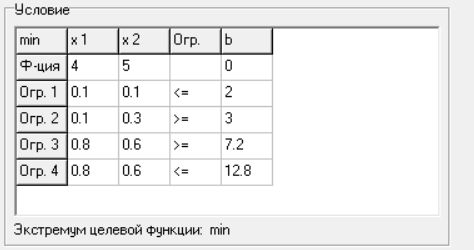 Условие
min x 1 x 2 Огр. b
Ф-ция 4 5 0
Огр. 1 0.1 0.1 <= 2
Огр. 2 0.1 0.3 >= 3
Огр. 3 0.8 0.6 >= 7.2
Огр. 4 0.8 0.6 <= 12.8
Экстремум целевой функции: min